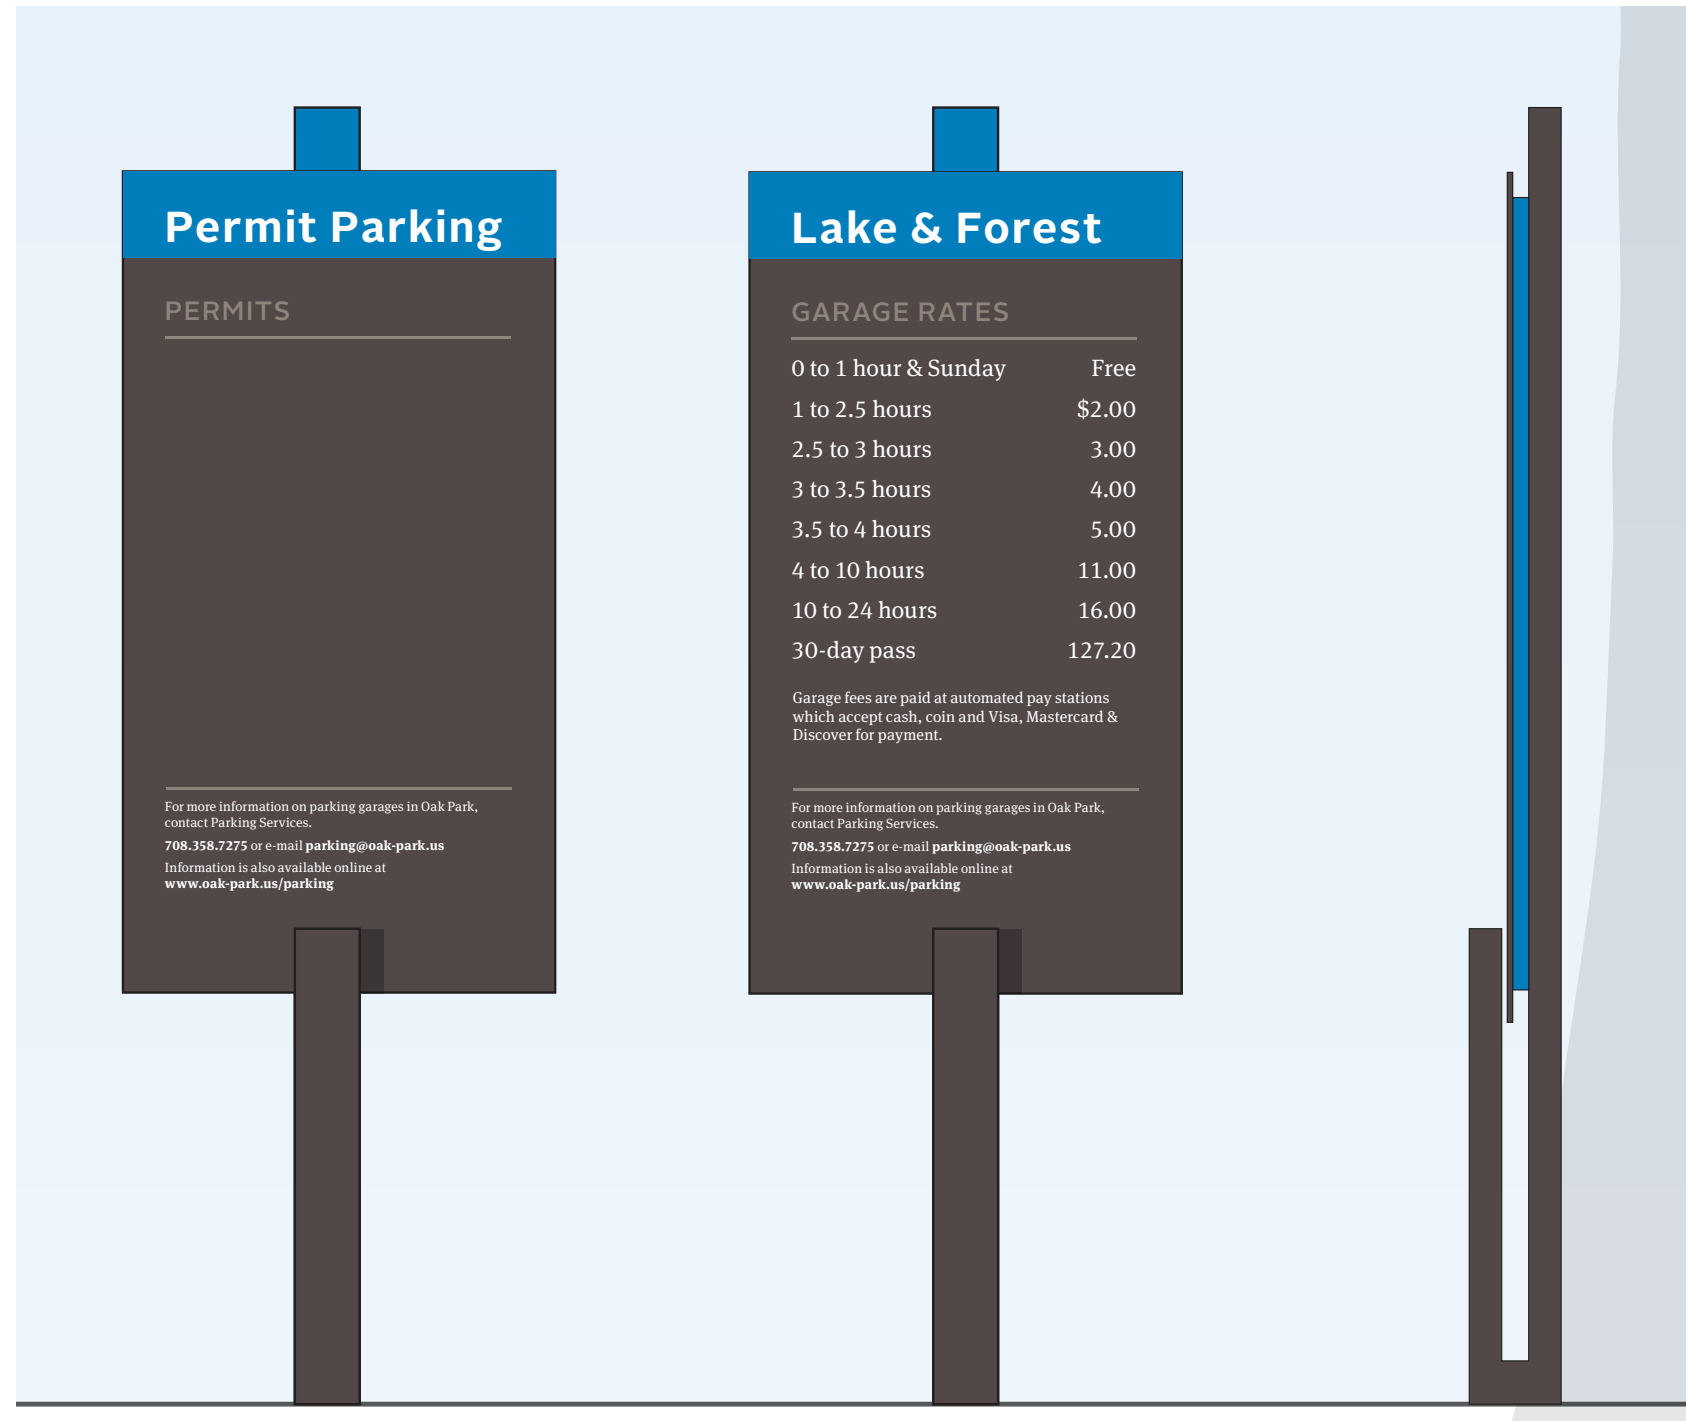 Permit Parking
PERMITS
For more information on parking garages in Oak Park,
contact Parking Services.
708.358.7275 or e-mail parking@oak-park.us
Information is also available online at
www.oak-park.us/parking
Lake & Forest
GARAGE RATES
0 to 1 hour & Sunday Free
1 to 2.5 hours $2.00
2.5 to 3 hours 3.00
3 to 3.5 hours 4.00
3.5 to 4 hours 5.00
4 to 10 hours 11.00
10 to 24 hours 16.00
30-day pass 127.20
Garage fees are paid at automated pay stations
which accept cash, coin and Visa, Mastercard &
Discover for payment.
For more information on parking garages in Oak Park,
contact Parking Services.
708.358.7275 or e-mail parking@oak-park.us
Information is also available online at
www.oak-park.us/parking